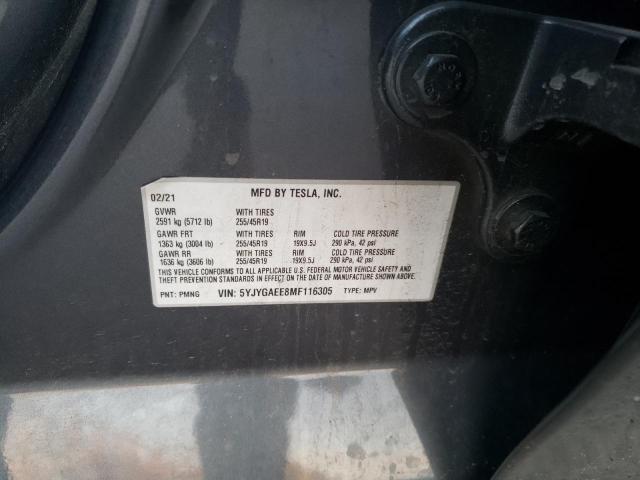 02/21 MFD BY TESLA, INC.
GVWR WITH TIRES
2591 kg (5712 lb) 255/45R19
GAWR FRT WITH TIRES RIM COLD TIRE PRESSURE
1363 kg (3004 lb) 255/45R19 19X9.5J 290 kPa, 42 psi
GAWR RR WITH TIRES RIM COLD TIRE PRESSURE
1636 kg (3606 lb) 255/45R19 19X9.5J 290 kPa, 42 psi
THIS VEHICLE CONFORMS TO ALL APPLICABLE U.S. FEDERAL MOTOR VEHICLE SAFETY AND
THEFT PREVENTION STANDARDS IN EFFECT ON THE DATE OF MANUFACTURE SHOWN ABOVE.
PNT: PMNG VIN: 5YJYGAEE8MF116305 TYPE: MPV